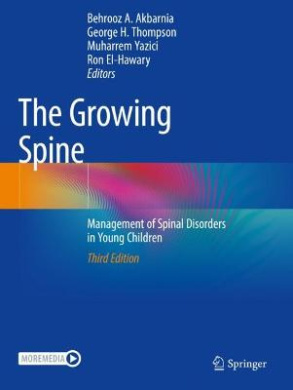 Behrooz A. Akbarnia
George H. Thompson
Muharrem Yazici
Ron El-Hawary
Editors
The Growing
Spine
Management of Spinal Disorders
in Young Children
Third Edition
MOREMEDIA
Springer